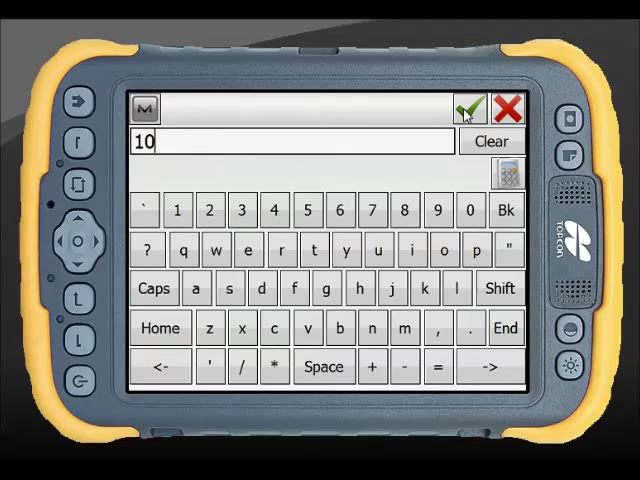 M
10
Clear
` 1 2 3 4 5 6 7 8 9 0 Bk
? q w e r t y u i o p "
Caps a s d f g h j k l Shift
Home z x c v b n m , . End
<- ' / * Space + - = ->
TOPCON